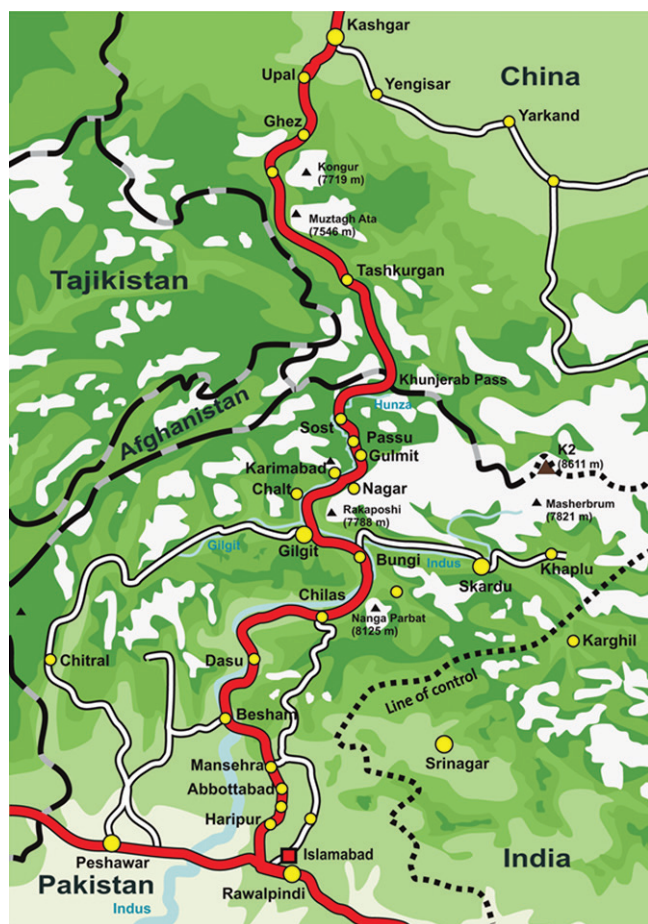 Kashgar
Upal
Yengisar
China
Yarkand
Ghez
Kongur
(7719 m)
Muztagh Ata
(7546 m)
Tajikistan
Tashkurgan
Khunjerab Pass
Hunza
Afghanistan
Sost
Passu
Gulmit
K2
(8611 m)
Karimabad
Chalt
Nagar
Rakaposhi
(7788 m)
Masherbrum
(7821 m)
Gilgit
Gilgit
Bungi
Indus
Khaplu
Skardu
Chilas
Nanga Parbat
(8125 m)
Karghil
Chitral
Dasu
Line of control
Besham
Srinagar
Mansehra
Abbottabad
Haripur
Islamabad
India
Peshawar
Pakistan
Rawalpindi
Indus